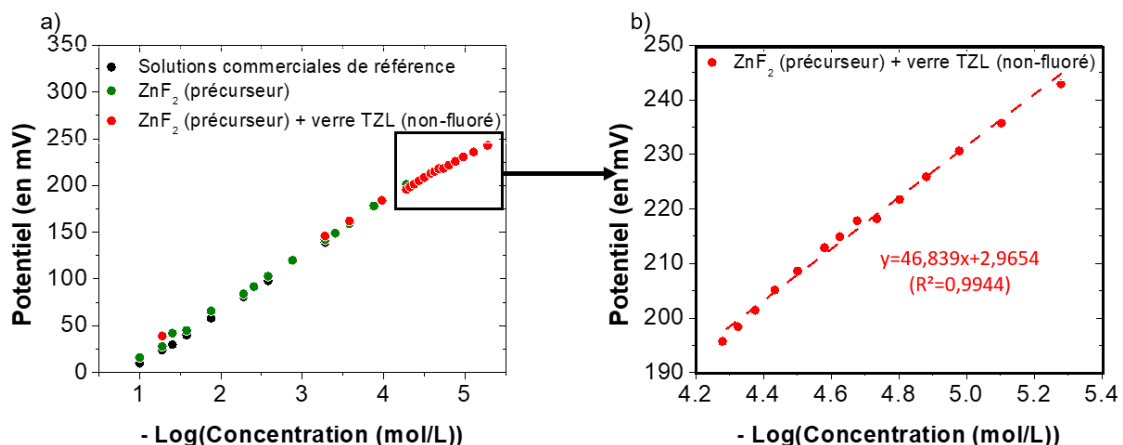 a)
350
300
250
200
150
100
50
0
1
2
3
4
5
Potentiel (en mV)
- Log(Concentration (mol/L))
Solutions commerciales de référence
ZnF₂ (précurseur)
ZnF₂ (précurseur) + verre TZL (non-fluoré)
b)
250
240
230
220
210
200
190
4.2
4.4
4.6
4.8
5.0
5.2
5.4
Potentiel (en mV)
- Log(Concentration (mol/L))
ZnF₂ (précurseur) + verre TZL (non-fluoré)
y=46,839x+2,9654
(R²=0,9944)